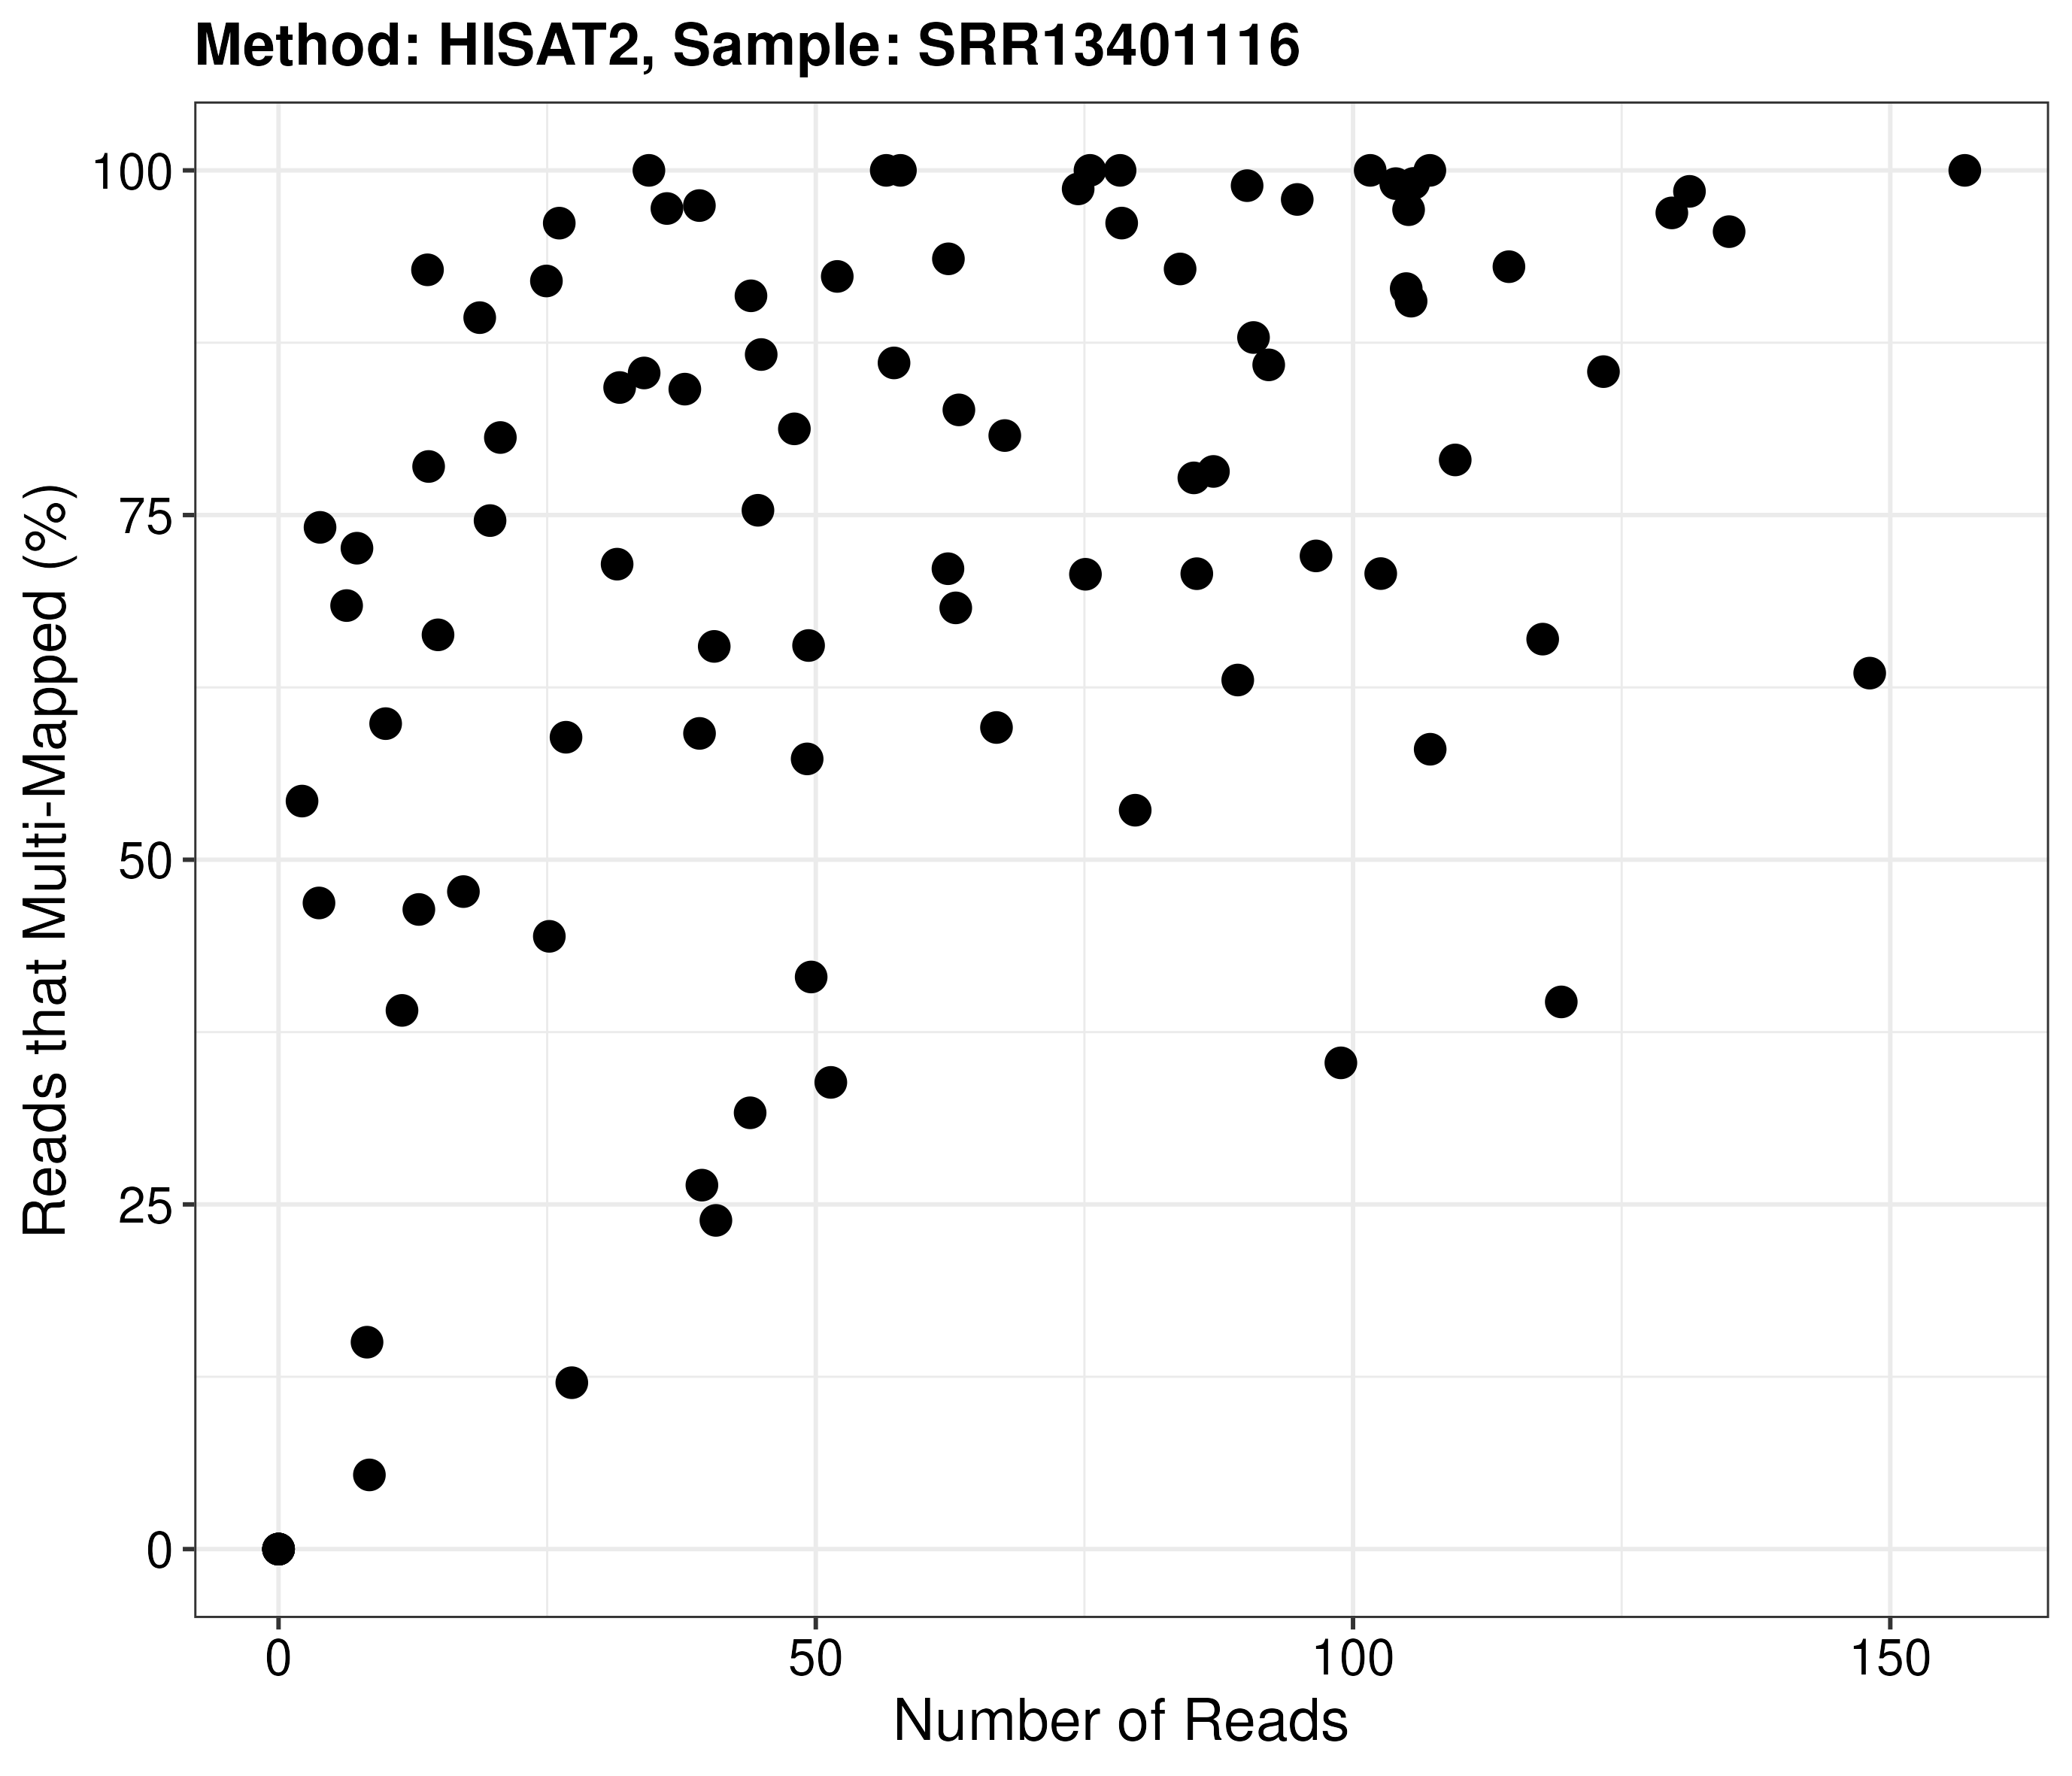 Method: HISAT2, Sample: SRR13401116
Reads that Multi-Mapped (%)
100
75
50
25
0
0 50 100 150
Number of Reads